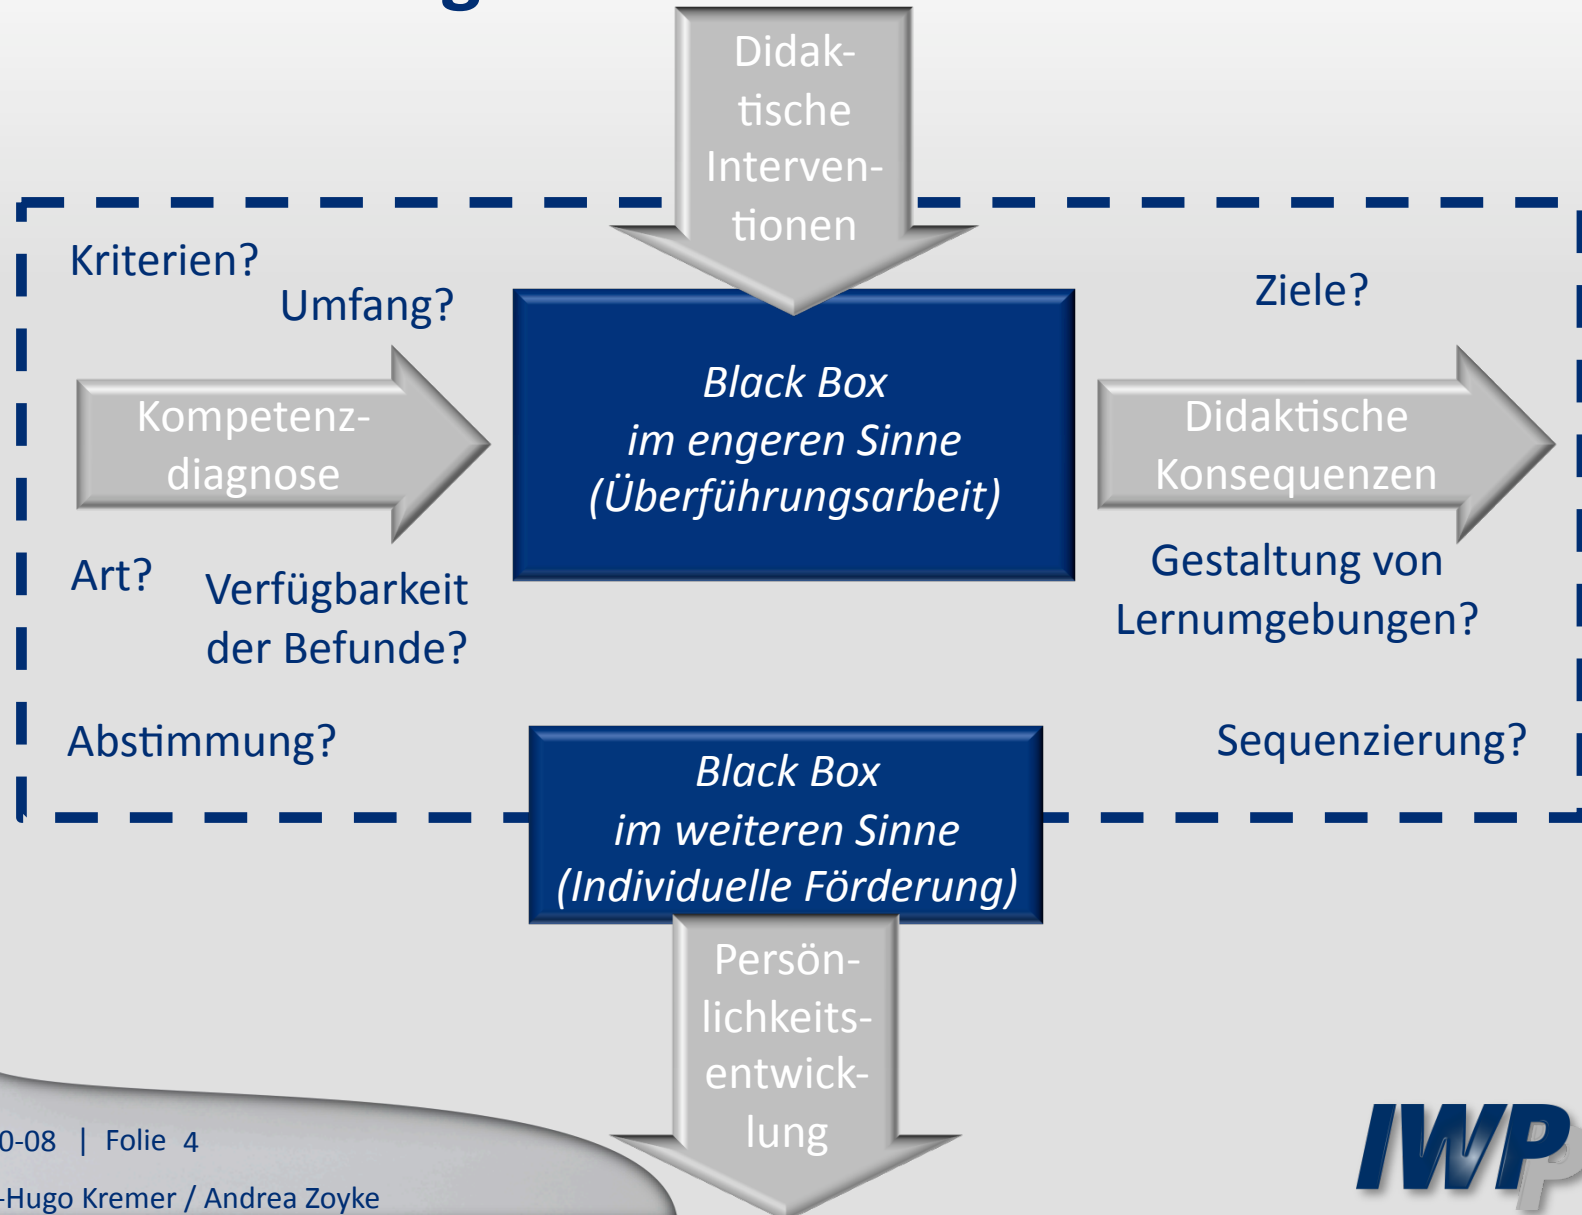 Didak-
tische
Interven-
tionen
Kriterien?
Umfang?
Ziele?
Kompetenz-
diagnose
Black Box
im engeren Sinne
(Überführungsarbeit)
Didaktische
Konsequenzen
Art?
Verfügbarkeit
der Befunde?
Gestaltung von
Lernumgebungen?
Abstimmung?
Sequenzierung?
Black Box
im weiteren Sinne
(Individuelle Förderung)
Persön-
lichkeits-
entwick-
lung
0-08 | Folie 4
-Hugo Kremer / Andrea Zoyke
IWP